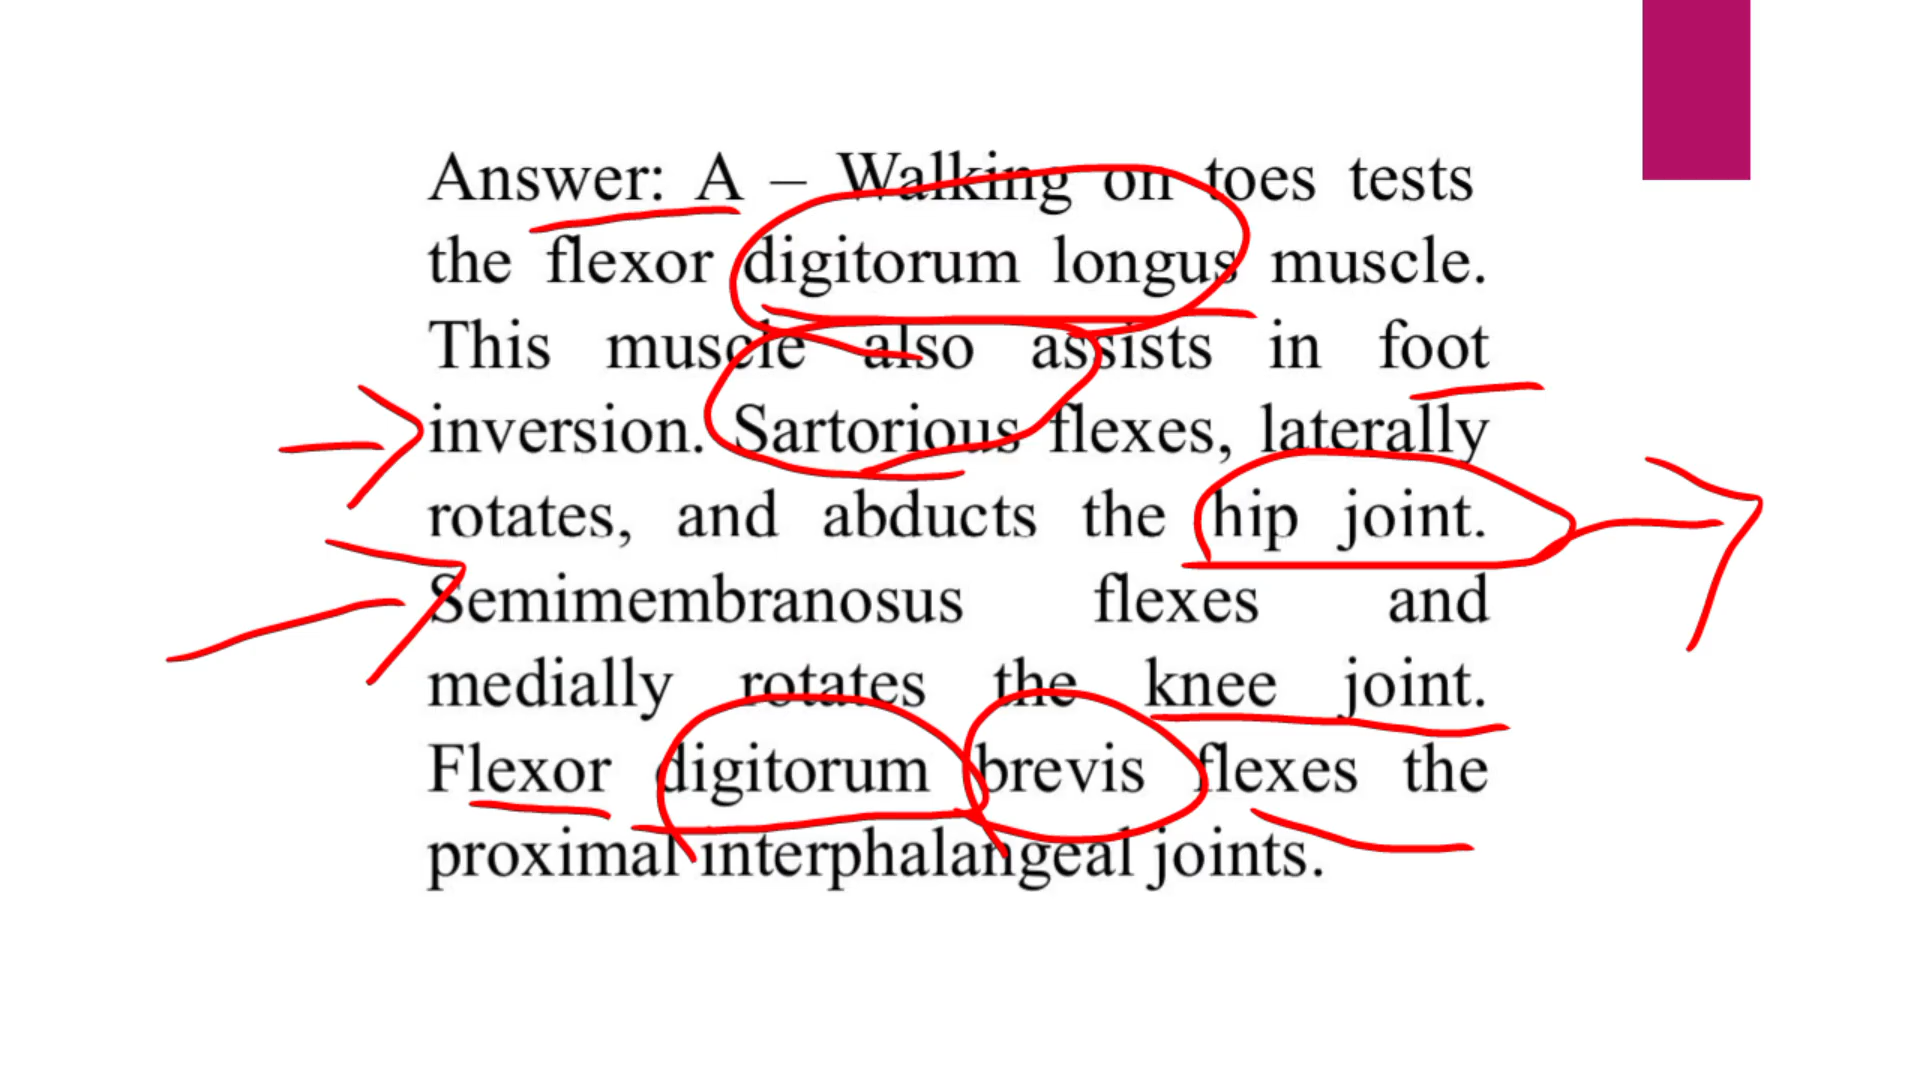 Answer: A – Walking on toes tests
the flexor digitorum longus muscle.
This muscle also assists in foot
inversion. Sartorious flexes, laterally
rotates, and abducts the hip joint.
Semimembranosus flexes and
medially rotates the knee joint.
Flexor digitorum brevis flexes the
proximal interphalangeal joints.